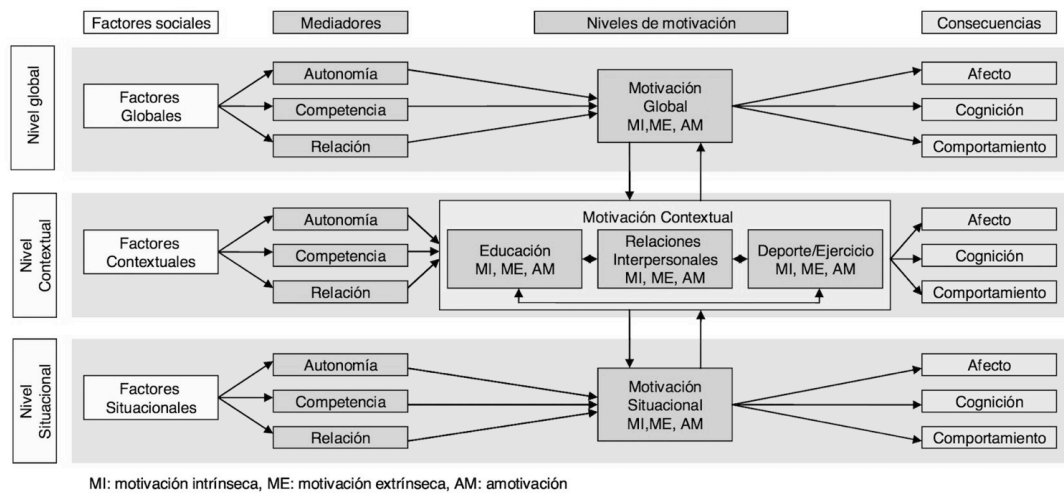 Factores sociales
Mediadores
Niveles de motivación
Consecuencias
Nivel global
Factores
Globales
Autonomía
Competencia
Relación
Motivación
Global
MI,ME, AM
Afecto
Cognición
Comportamiento
Nivel
Contextual
Factores
Contextuales
Autonomía
Competencia
Relación
Motivación Contextual
Educación
MI, ME, AM
Relaciones
Interpersonales
MI, ME, AM
Deporte/Ejercicio
MI, ME, AM
Afecto
Cognición
Comportamiento
Nivel
Situacional
Factores
Situacionales
Autonomía
Competencia
Relación
Motivación
Situacional
MI,ME, AM
Afecto
Cognición
Comportamiento
MI: motivación intrínseca, ME: motivación extrínseca, AM: amotivación